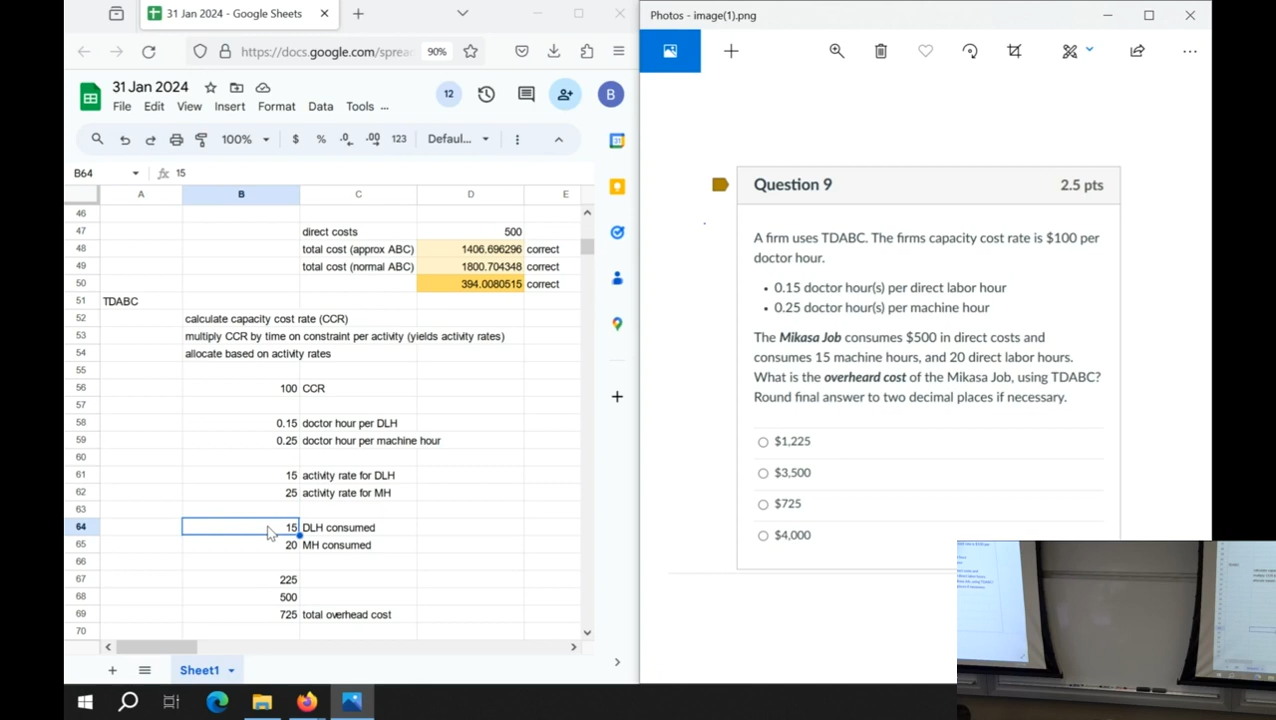 31 Jan 2024 - Google Sheets
https://docs.google.com/sprea
90%
31 Jan 2024
File Edit View Insert Format Data Tools ...
12
B
100% $ % .0 .00 123 Defaul...
B64 fx 15
A B C D E
46
47 direct costs 500
48 total cost (approx ABC) 1406.696296 correct
49 total cost (normal ABC) 1800.704348 correct
50 394.0080515 correct
51 TDABC
52 calculate capacity cost rate (CCR)
53 multiply CCR by time on constraint per activity (yields activity rates)
54 allocate based on activity rates
55
56 100 CCR
57
58 0.15 doctor hour per DLH
59 0.25 doctor hour per machine hour
60
61 15 activity rate for DLH
62 25 activity rate for MH
63
64 15 DLH consumed
65 20 MH consumed
66
67 225
68 500
69 725 total overhead cost
70
Sheet1
Photos - image(1).png
Question 9 2.5 pts
A firm uses TDABC. The firms capacity cost rate is $100 per
doctor hour.
• 0.15 doctor hour(s) per direct labor hour
• 0.25 doctor hour(s) per machine hour
The Mikasa Job consumes $500 in direct costs and
consumes 15 machine hours, and 20 direct labor hours.
What is the overheard cost of the Mikasa Job, using TDABC?
Round final answer to two decimal places if necessary.
$1,225
$3,500
$725
$4,000